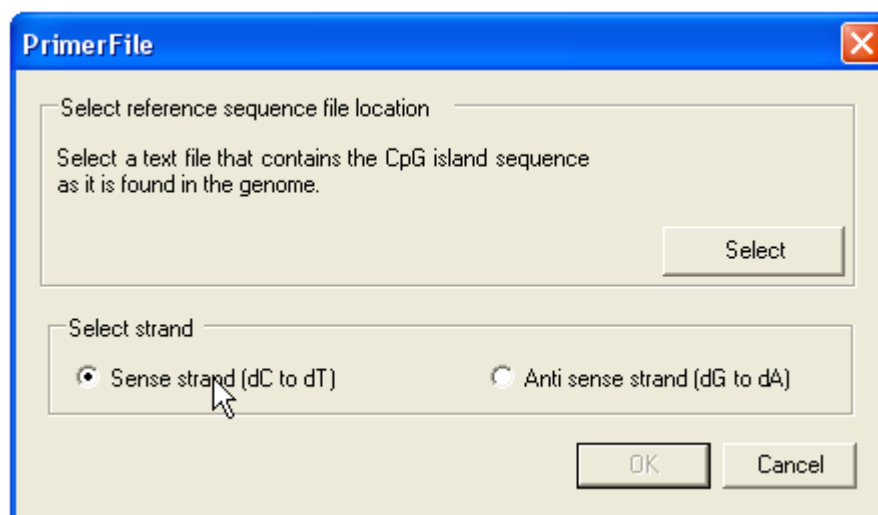 PrimerFile
Select reference sequence file location
Select a text file that contains the CpG island sequence
as it is found in the genome.
Select
Select strand
Sense strand (dC to dT)
Anti sense strand (dG to dA)
OK
Cancel